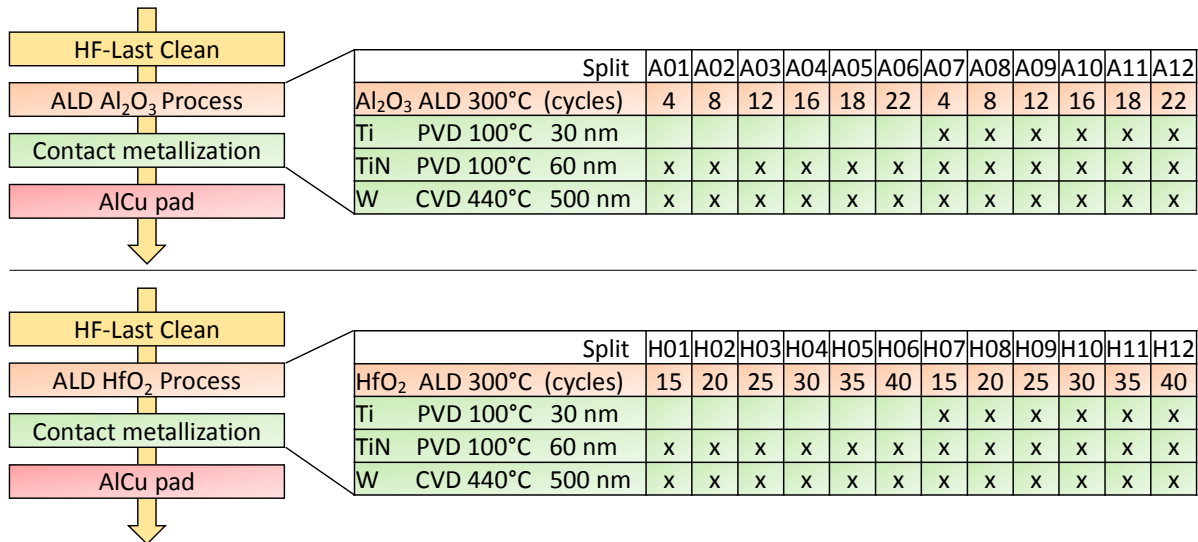 HF-Last Clean
ALD Al₂O₃ Process
Contact metallization
AlCu pad
Split A01 A02 A03 A04 A05 A06 A07 A08 A09 A10 A11 A12
Al₂O₃ ALD 300°C (cycles) 4 8 12 16 18 22 4 8 12 16 18 22
Ti PVD 100°C 30 nm x x x x x x
TiN PVD 100°C 60 nm x x x x x x x x x x x x
W CVD 440°C 500 nm x x x x x x x x x x x x
HF-Last Clean
ALD HfO₂ Process
Contact metallization
AlCu pad
Split H01 H02 H03 H04 H05 H06 H07 H08 H09 H10 H11 H12
HfO₂ ALD 300°C (cycles) 15 20 25 30 35 40 15 20 25 30 35 40
Ti PVD 100°C 30 nm x x x x x x
TiN PVD 100°C 60 nm x x x x x x x x x x x x
W CVD 440°C 500 nm x x x x x x x x x x x x